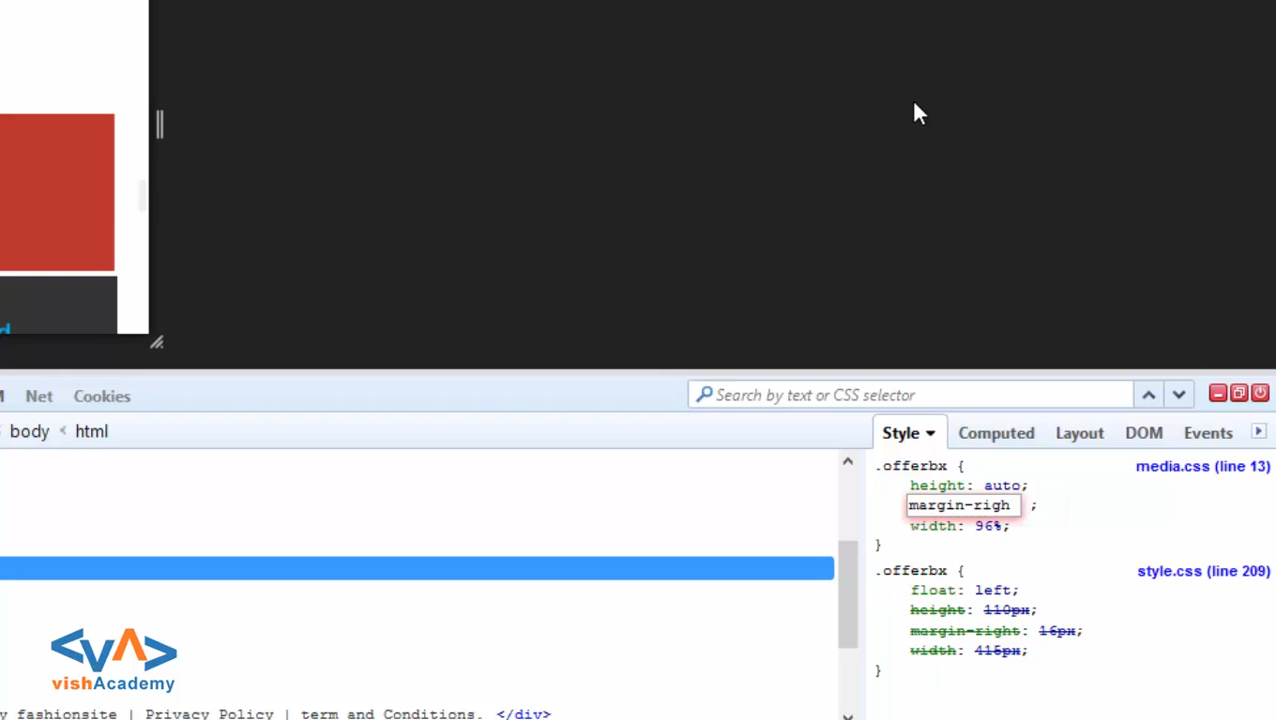 d
M
Net
Cookies
Search by text or CSS selector
body < html
Style
Computed
Layout
DOM
Events
.offerbx {
media.css (line 13)
height: auto;
margin-righ ;
width: 96%;
}
.offerbx {
style.css (line 209)
float: left;
height: 110px;
margin-right: 16px;
width: 415px;
}
<VA>
vishAcademy
y fashionsite | Privacy Policy | term and Conditions. </div>